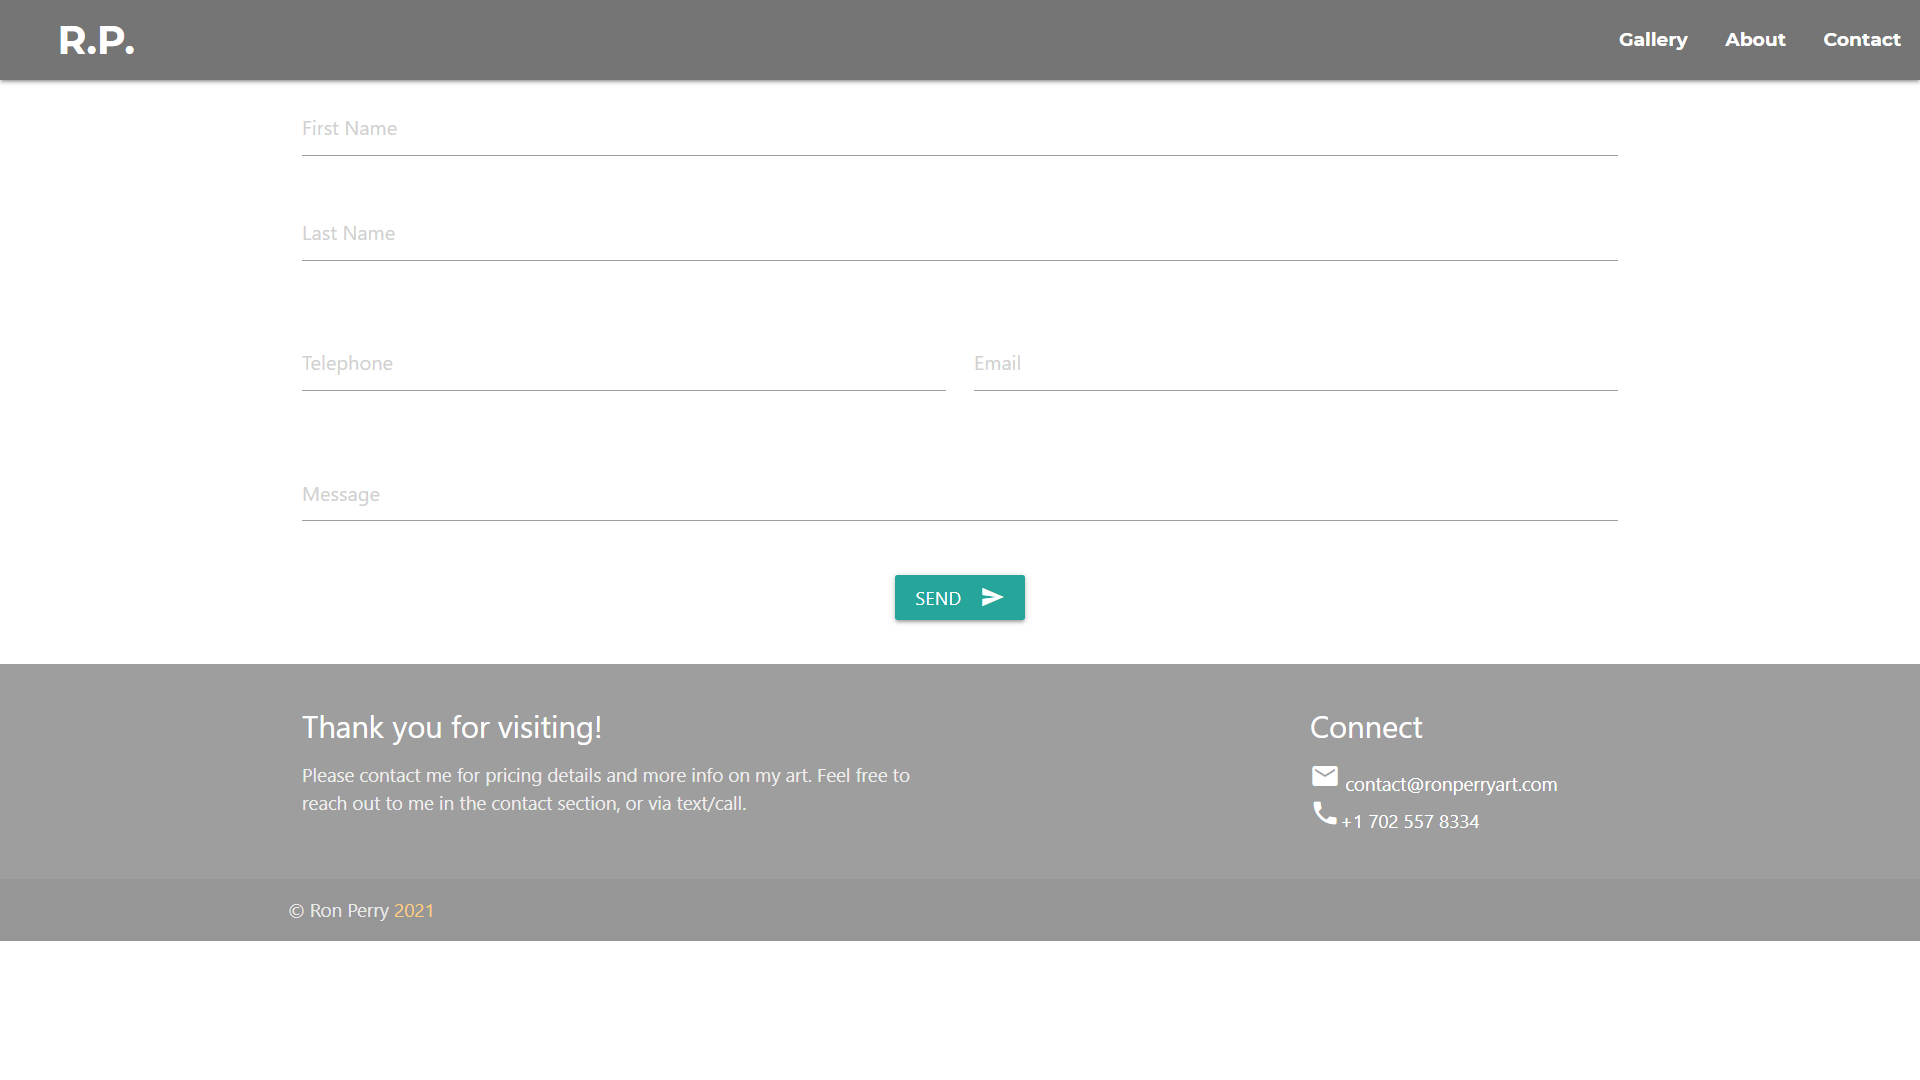 R.P.
Gallery
About
Contact
First Name
Last Name
Telephone
Email
Message
SEND
Thank you for visiting!
Please contact me for pricing details and more info on my art. Feel free to
reach out to me in the contact section, or via text/call.
Connect
contact@ronperryart.com
+1 702 557 8334
© Ron Perry 2021